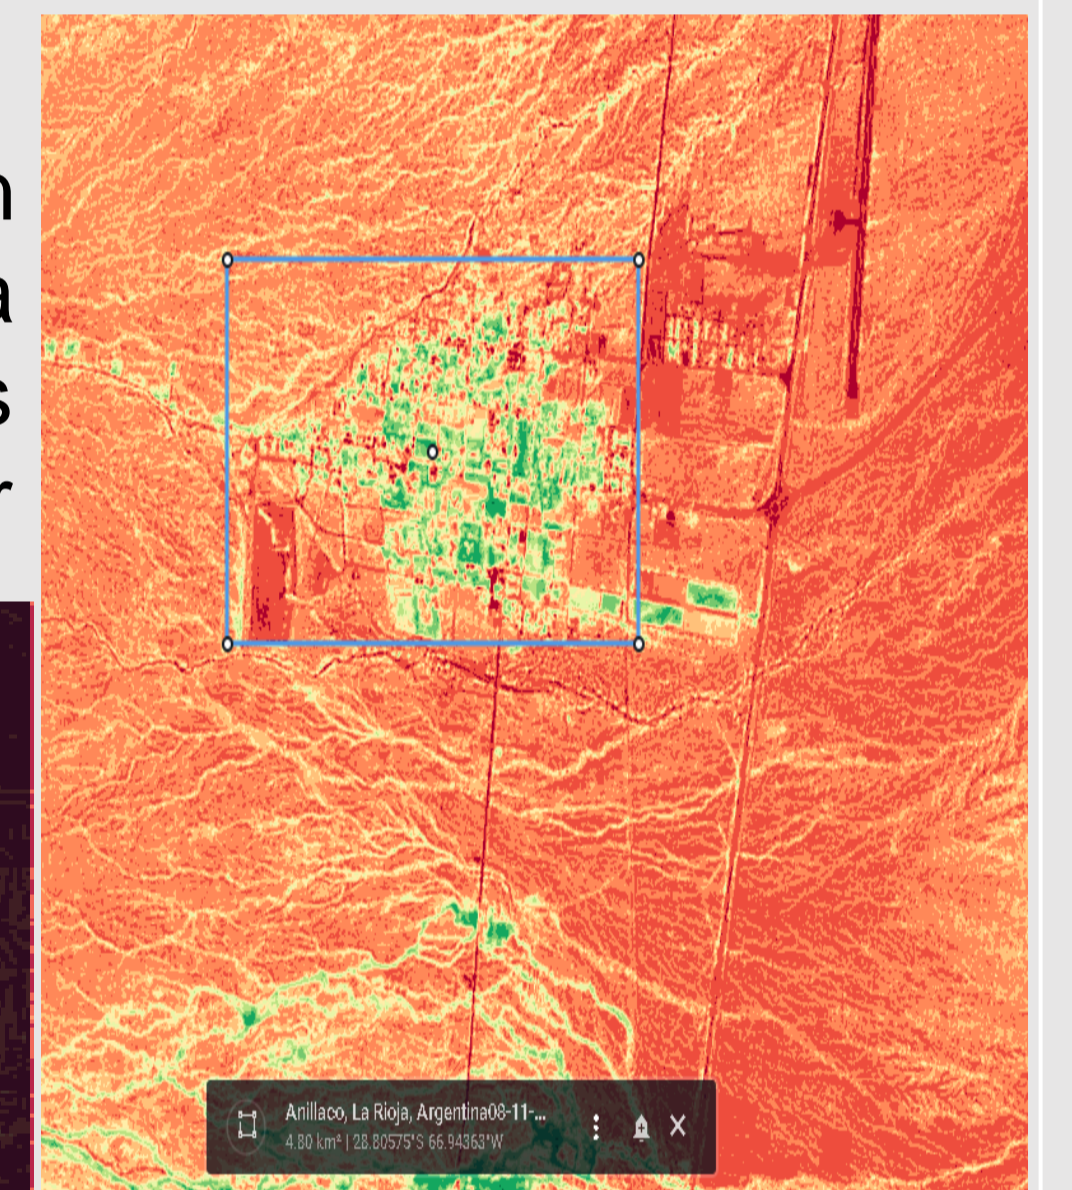 n
a
s
r
Anillaco, La Rioja, Argentina08-11-...
4.80 km² | 28.80575°S 66.94363°W